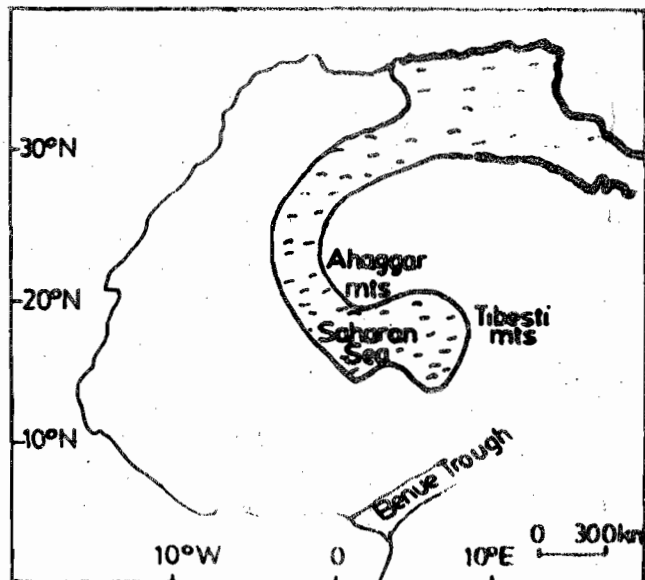 30°N
Ahaggar
mts
20°N
Tibesti
mts
Saharan
Sea
10°N
Benue Trough
0 300km
10°W
0
10°E